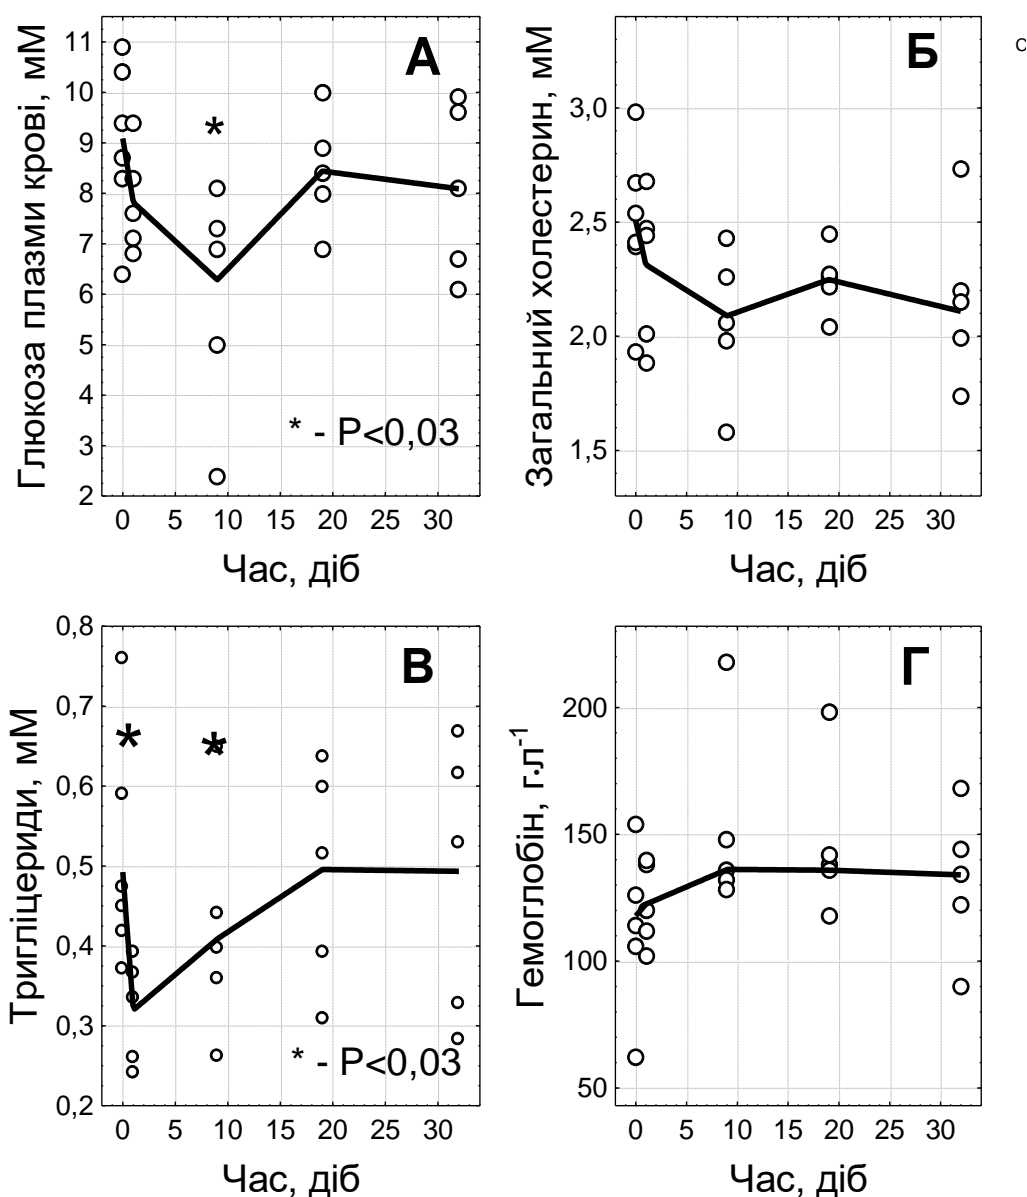 Глюкоза плазми крові, мМ
11
10
9
8
7
6
5
4
3
2
А
*
* - P<0,03
0 5 10 15 20 25 30
Час, діб
Загальний холестерин, мМ
3,0
2,5
2,0
1,5
Б
0 5 10 15 20 25 30
Час, діб
с
Тригліцериди, мМ
0,8
0,7
0,6
0,5
0,4
0,3
0,2
В
* *
* - P<0,03
0 5 10 15 20 25 30
Час, діб
Гемоглобін, г·л⁻¹
200
150
100
50
Г
0 5 10 15 20 25 30
Час, діб